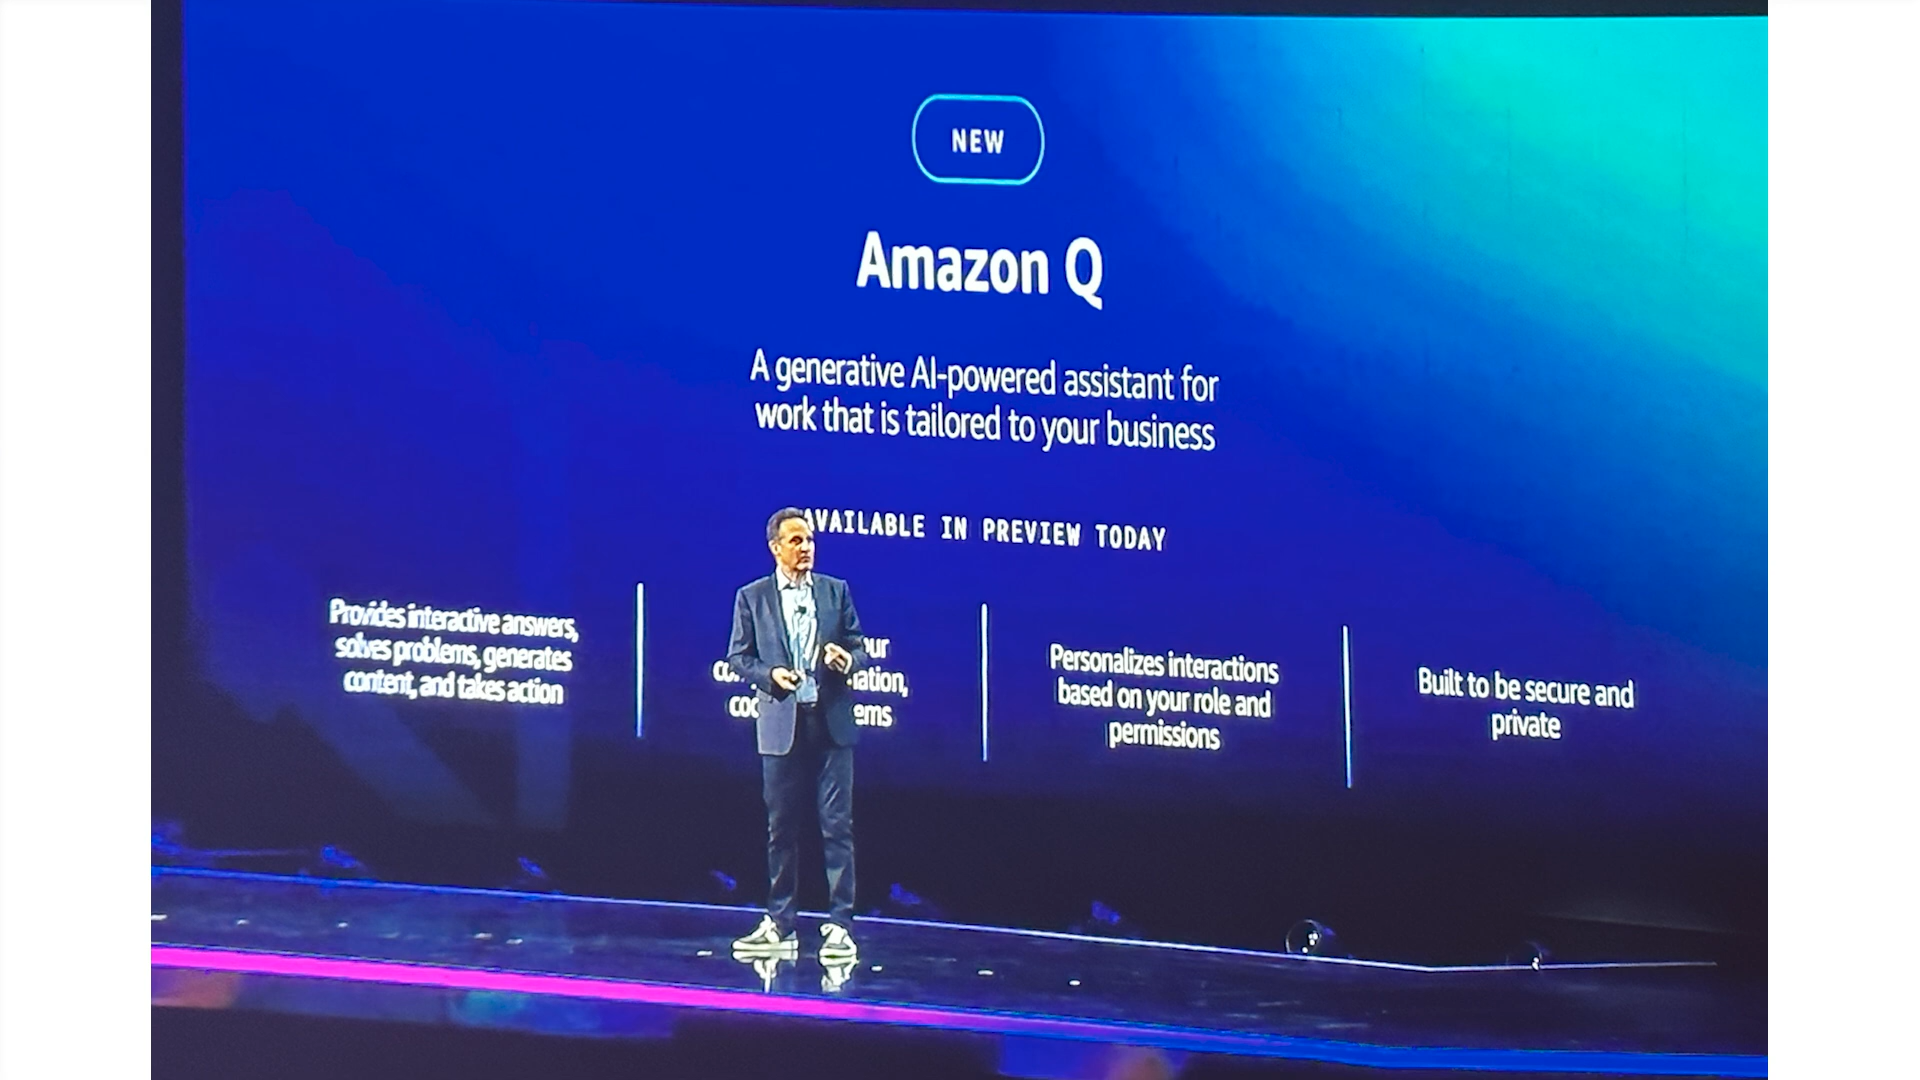 NEW
Amazon Q
A generative AI-powered assistant for
work that is tailored to your business
AVAILABLE IN PREVIEW TODAY
Provides interactive answers,
solves problems, generates
content, and takes action
Personalizes interactions
based on your role and
permissions
Built to be secure and
private